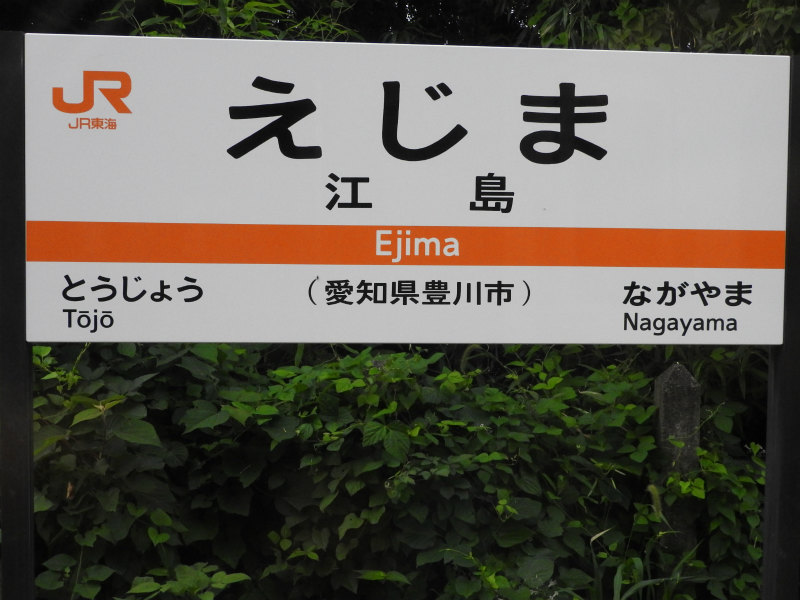 JR
JR東海
えじま
江島
Ejima
とうじょう
Tōjō
（愛知県豊川市）
ながやま
Nagayama